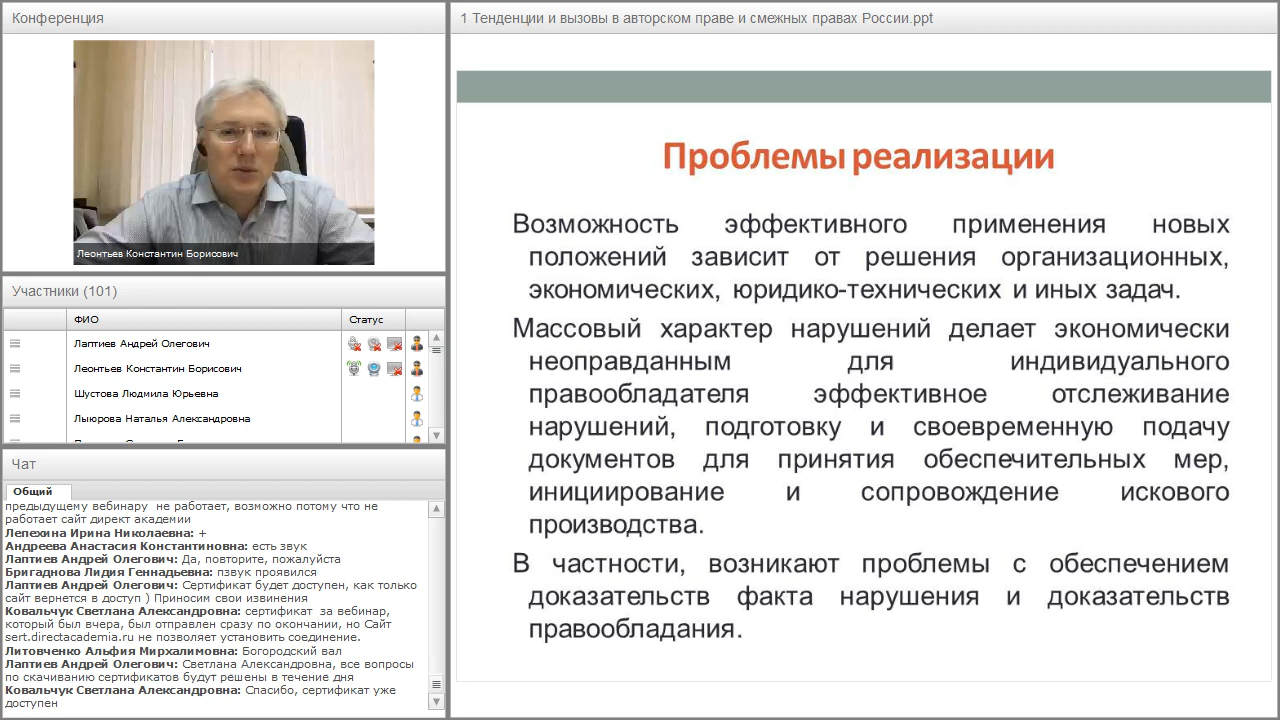 Конференция
Леонтьев Константин Борисович
Участники (101)
ФИО
Статус
Лаптиев Андрей Олегович
Леонтьев Константин Борисович
Шустова Людмила Юрьевна
Лыюрова Наталья Александровна
Чат
Общий
предыдущему вебинару не работает, возможно потому что не
работает сайт директ академии
Лепехина Ирина Николаевна: +
Андреева Анастасия Константиновна: есть звук
Лаптиев Андрей Олегович: Да, повторите, пожалуйста
Бригаднова Лидия Геннадьевна: пзвук проявился
Лаптиев Андрей Олегович: Сертификат будет доступен, как только
сайт вернется в доступ ) Приносим свои извинения
Ковальчук Светлана Александровна: сертификат за вебинар,
который был вчера, был отправлен сразу по окончании, но Сайт
sert.directacademia.ru не позволяет установить соединение.
Литовченко Альфия Мирхалимовна: Богородский вал
Лаптиев Андрей Олегович: Светлана Александровна, все вопросы
по скачиванию сертификатов будут решены в течение дня
Ковальчук Светлана Александровна: Спасибо, сертификат уже
доступен
1 Тенденции и вызовы в авторском праве и смежных правах России.ppt
Проблемы реализации
Возможность эффективного применения новых
положений зависит от решения организационных,
экономических, юридико-технических и иных задач.
Массовый характер нарушений делает экономически
неоправданным для индивидуального
правообладателя эффективное отслеживание
нарушений, подготовку и своевременную подачу
документов для принятия обеспечительных мер,
инициирование и сопровождение искового
производства.
В частности, возникают проблемы с обеспечением
доказательств факта нарушения и доказательств
правообладания.